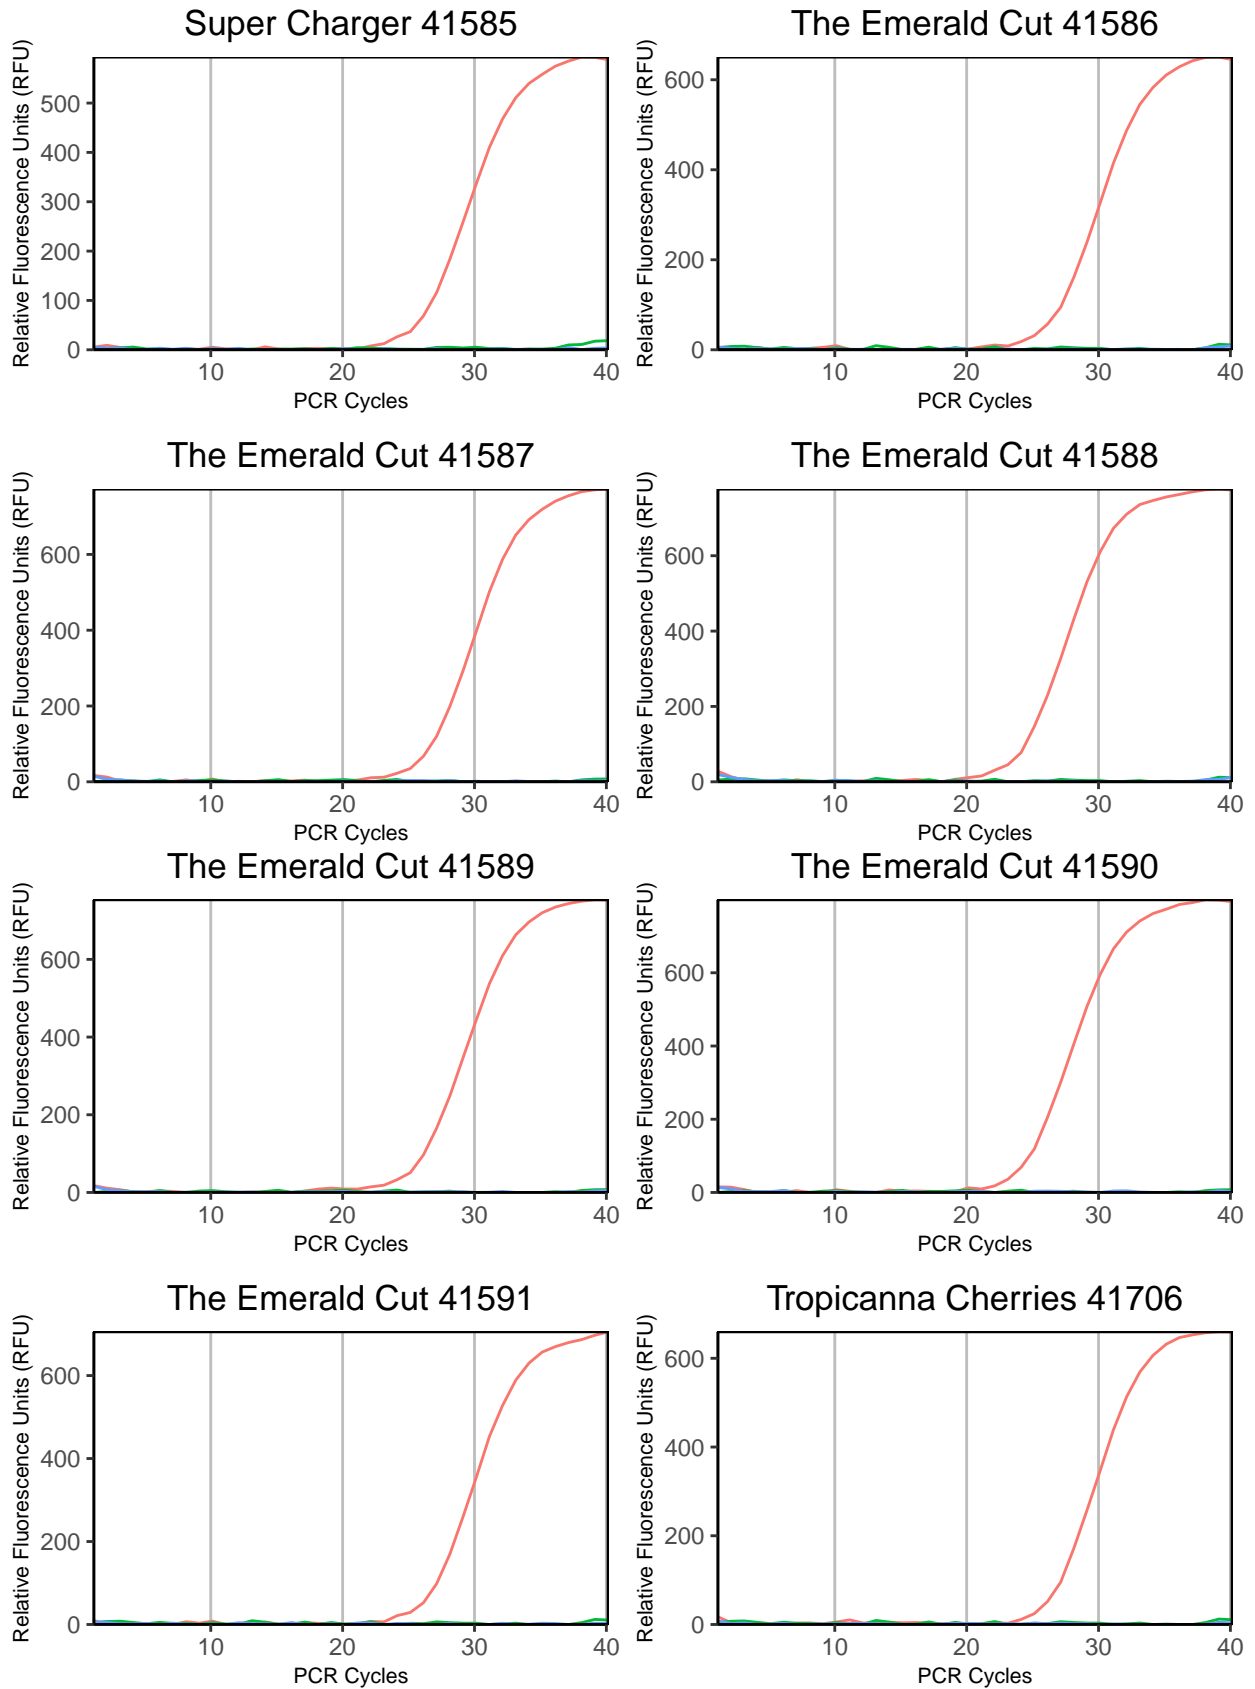 Super Charger 41585
Relative Fluorescence Units (RFU)
500
400
300
200
100
0
10 20 30 40
PCR Cycles
The Emerald Cut 41586
Relative Fluorescence Units (RFU)
600
400
200
0
10 20 30 40
PCR Cycles
The Emerald Cut 41587
Relative Fluorescence Units (RFU)
600
400
200
0
10 20 30 40
PCR Cycles
The Emerald Cut 41588
Relative Fluorescence Units (RFU)
600
400
200
0
10 20 30 40
PCR Cycles
The Emerald Cut 41589
Relative Fluorescence Units (RFU)
600
400
200
0
10 20 30 40
PCR Cycles
The Emerald Cut 41590
Relative Fluorescence Units (RFU)
600
400
200
0
10 20 30 40
PCR Cycles
The Emerald Cut 41591
Relative Fluorescence Units (RFU)
600
400
200
0
10 20 30 40
PCR Cycles
Tropicanna Cherries 41706
Relative Fluorescence Units (RFU)
600
400
200
0
10 20 30 40
PCR Cycles